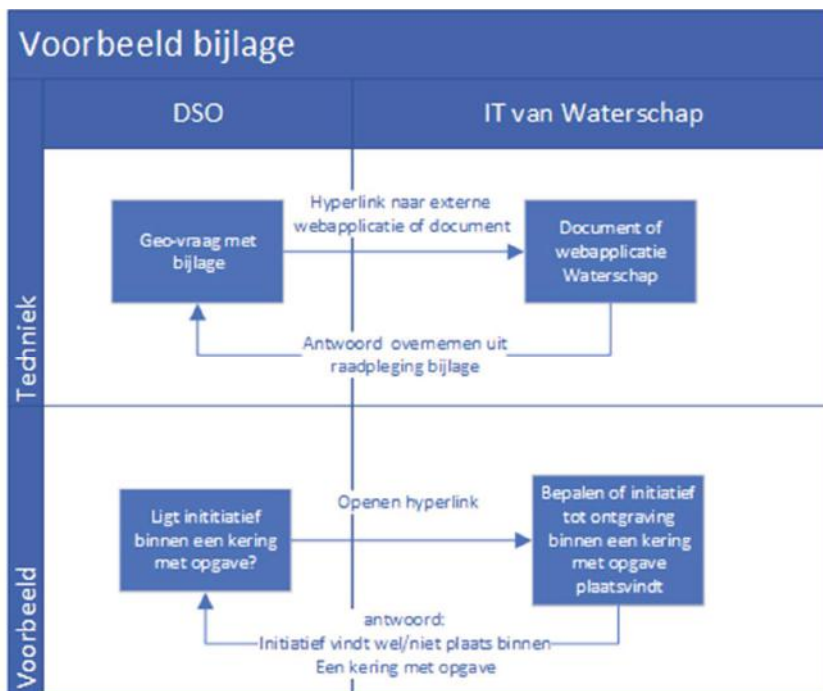 Voorbeeld bijlage
DSO
IT van Waterschap
Techniek
Geo-vraag met
bijlage
Hyperlink naar externe
webapplicatie of document
Document of
webapplicatie
Waterschap
Antwoord overnemen uit
raadpleging bijlage
Voorbeeld
Ligt inititiatief
binnen een kering
met opgave?
Openen hyperlink
Bepalen of initiatief
tot ontgraving
binnen een kering
met opgave
plaatsvindt
antwoord:
Initiatief vindt wel/niet plaats binnen
Een kering met opgave